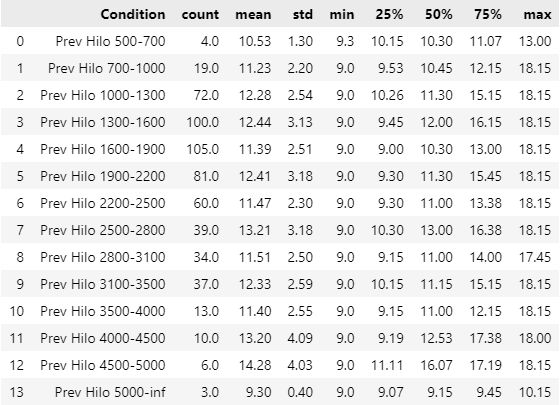 Condition count mean std min 25% 50% 75% max
0 Prev Hilo 500-700 4.0 10.53 1.30 9.3 10.15 10.30 11.07 13.00
1 Prev Hilo 700-1000 19.0 11.23 2.20 9.0 9.53 10.45 12.15 18.15
2 Prev Hilo 1000-1300 72.0 12.28 2.54 9.0 10.26 11.30 15.15 18.15
3 Prev Hilo 1300-1600 100.0 12.44 3.13 9.0 9.45 12.00 16.15 18.15
4 Prev Hilo 1600-1900 105.0 11.39 2.51 9.0 9.00 10.30 13.00 18.15
5 Prev Hilo 1900-2200 81.0 12.41 3.18 9.0 9.30 11.30 15.45 18.15
6 Prev Hilo 2200-2500 60.0 11.47 2.30 9.0 9.30 11.00 13.38 18.15
7 Prev Hilo 2500-2800 39.0 13.21 3.18 9.0 10.30 13.00 16.38 18.15
8 Prev Hilo 2800-3100 34.0 11.51 2.50 9.0 9.15 11.00 14.00 17.45
9 Prev Hilo 3100-3500 37.0 12.33 2.59 9.0 10.15 11.15 15.15 18.15
10 Prev Hilo 3500-4000 13.0 11.40 2.55 9.0 9.15 11.00 12.15 18.15
11 Prev Hilo 4000-4500 10.0 13.20 4.09 9.0 9.19 12.53 17.38 18.00
12 Prev Hilo 4500-5000 6.0 14.28 4.03 9.0 11.11 16.07 17.19 18.15
13 Prev Hilo 5000-inf 3.0 9.30 0.40 9.0 9.07 9.15 9.45 10.15